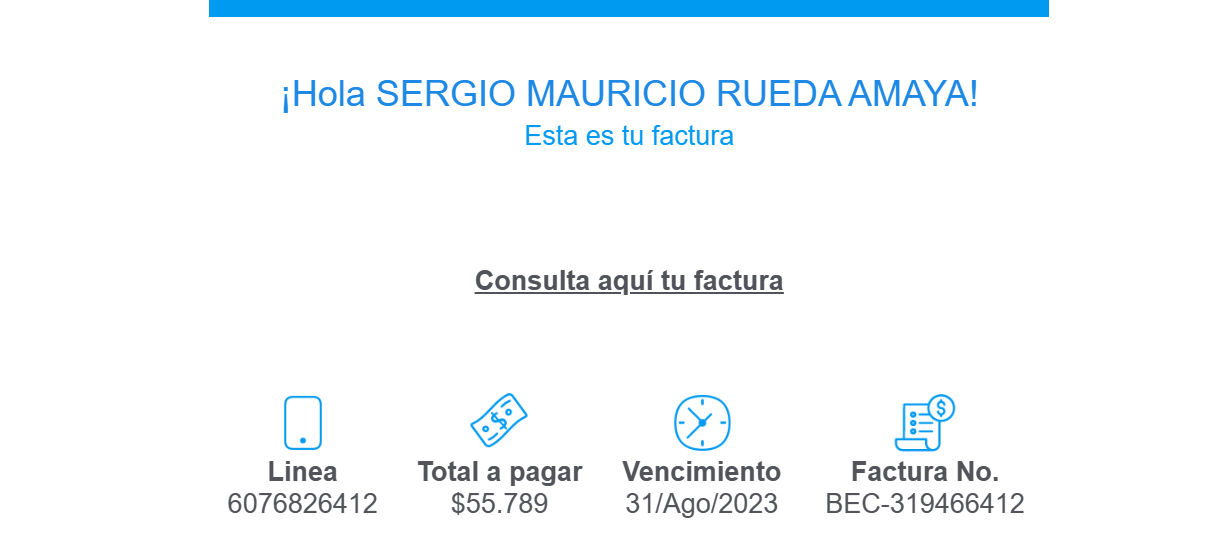 ¡Hola SERGIO MAURICIO RUEDA AMAYA!
Esta es tu factura
Consulta aquí tu factura
Linea
6076826412
Total a pagar
$55.789
Vencimiento
31/Ago/2023
Factura No.
BEC-319466412